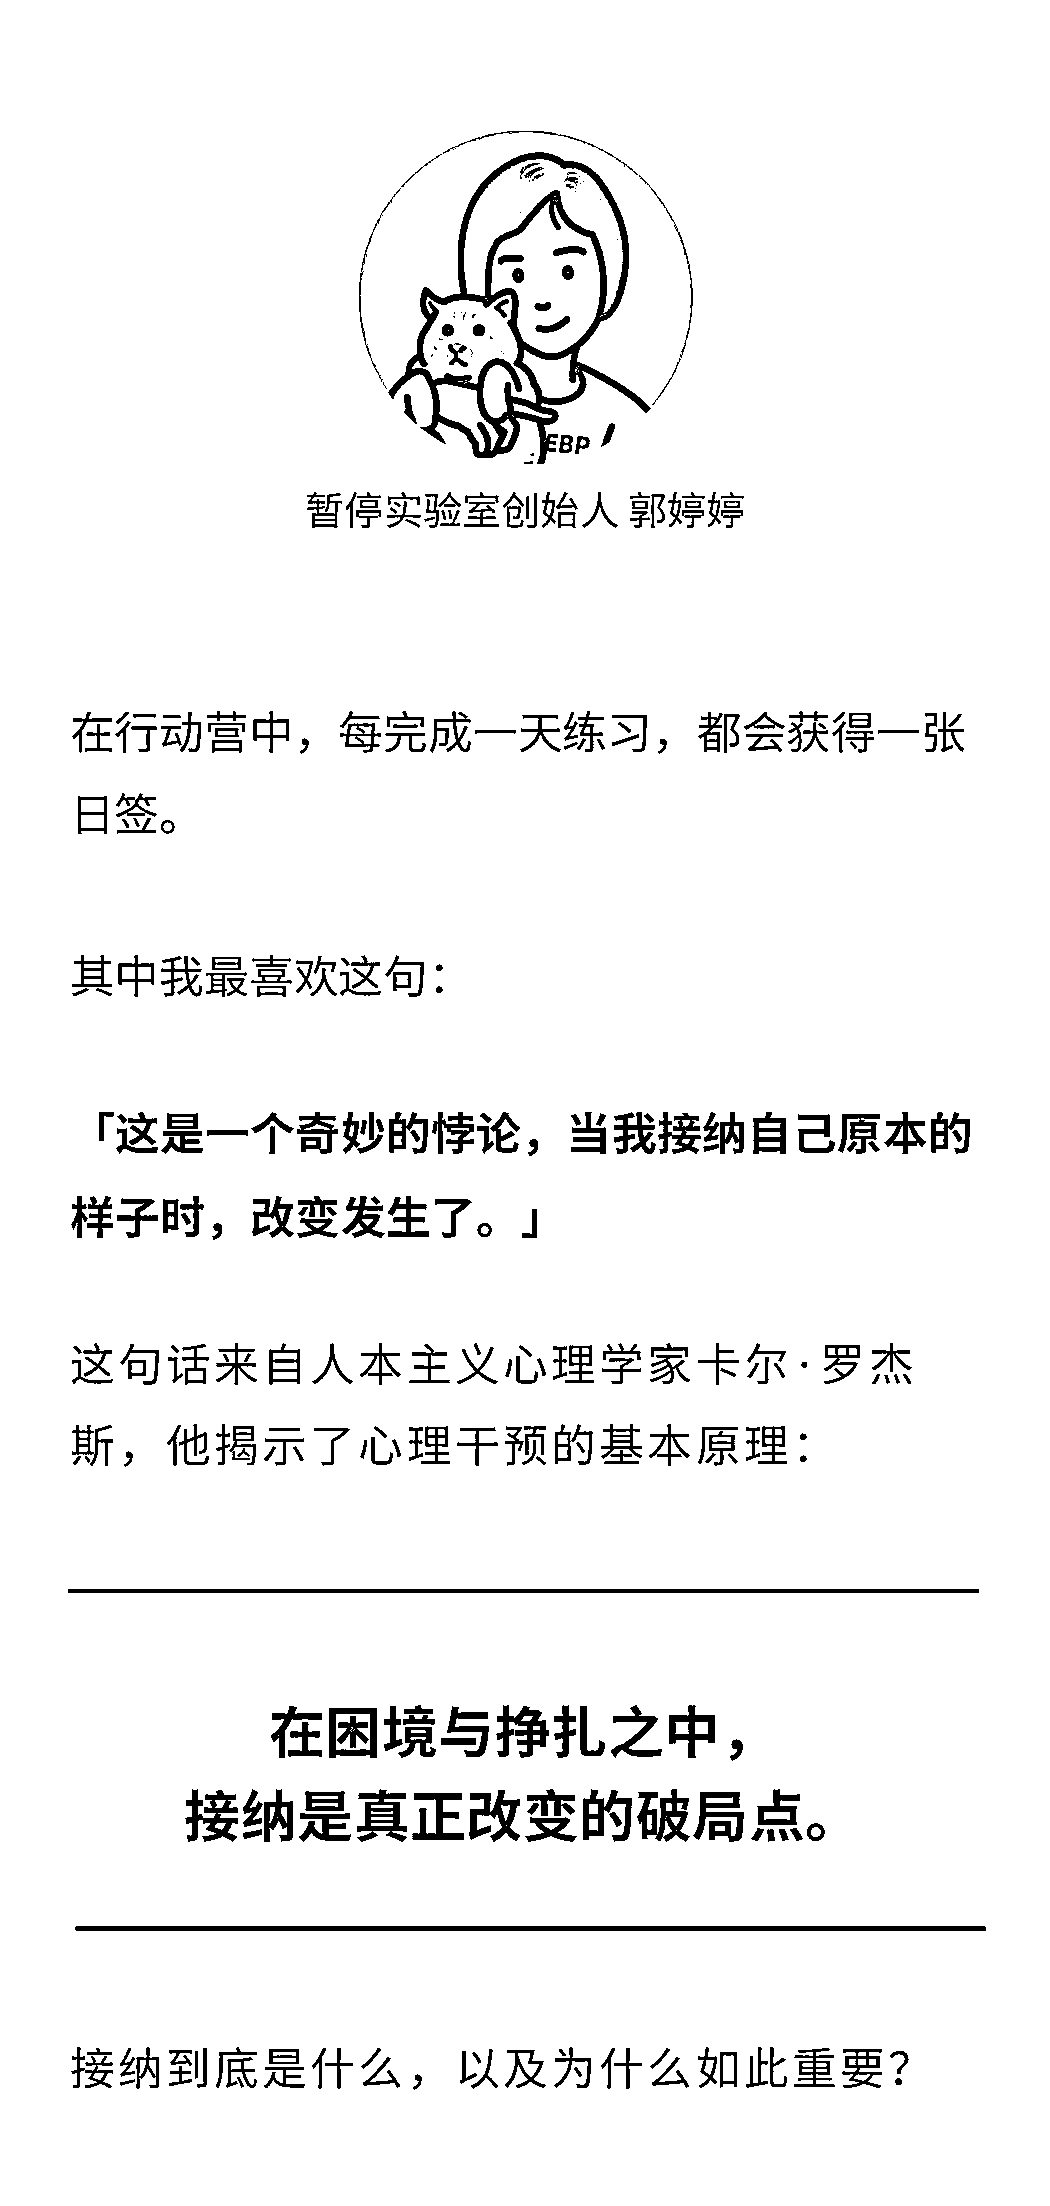 EBP
暂停实验室创始人 郭婷婷
在行动营中，每完成一天练习，都会获得一张
日签。
其中我最喜欢这句：
「这是一个奇妙的悖论，当我接纳自己原本的
样子时，改变发生了。」
这句话来自人本主义心理学家卡尔·罗杰
斯，他揭示了心理干预的基本原理：
在困境与挣扎之中，
接纳是真正改变的破局点。
接纳到底是什么，以及为什么如此重要？